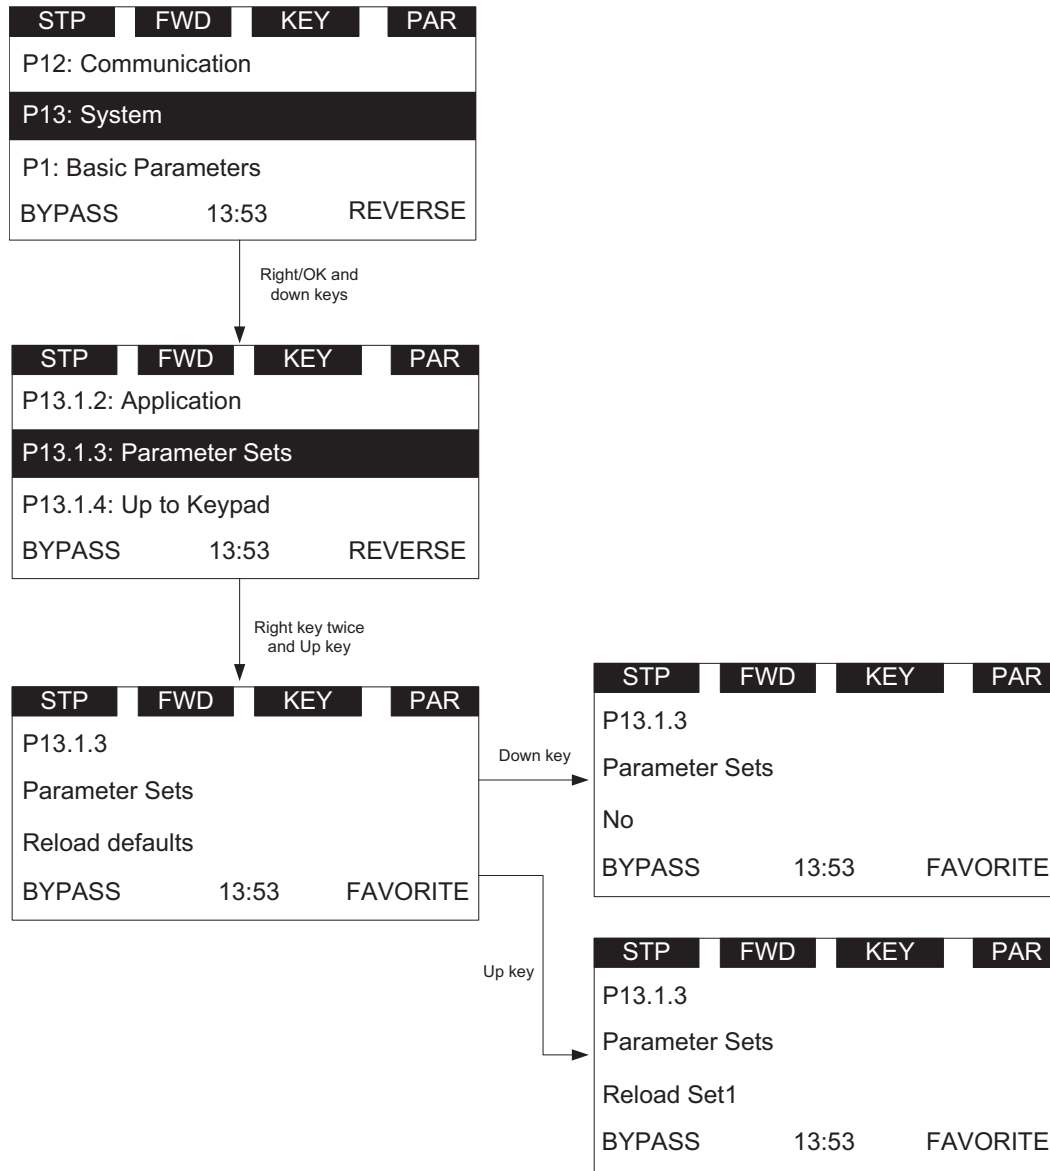 STP FWD KEY PAR
P12: Communication
P13: System
P1: Basic Parameters
BYPASS 13:53 REVERSE
Right/OK and
down keys
STP FWD KEY PAR
P13.1.2: Application
P13.1.3: Parameter Sets
P13.1.4: Up to Keypad
BYPASS 13:53 REVERSE
Right key twice
and Up key
STP FWD KEY PAR
P13.1.3
Parameter Sets
Reload defaults
BYPASS 13:53 FAVORITE
Down key
STP FWD KEY PAR
P13.1.3
Parameter Sets
No
BYPASS 13:53 FAVORITE
Up key
STP FWD KEY PAR
P13.1.3
Parameter Sets
Reload Set1
BYPASS 13:53 FAVORITE